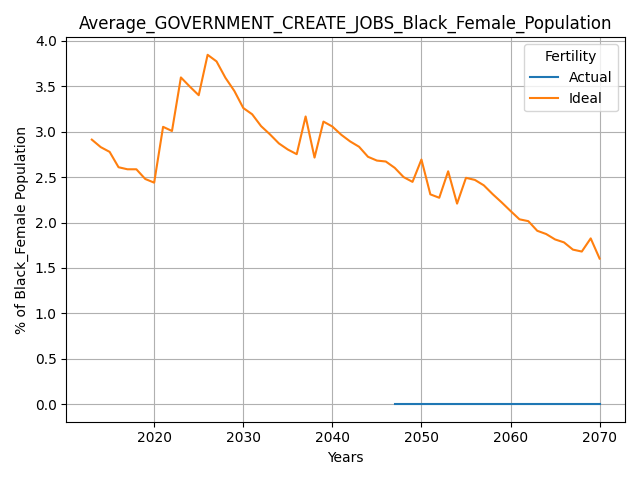 Average_GOVERNMENT_CREATE_JOBS_Black_Female_Population
Fertility
Actual
Ideal
% of Black_Female Population
4.0
3.5
3.0
2.5
2.0
1.5
1.0
0.5
0.0
2020 2030 2040 2050 2060 2070
Years